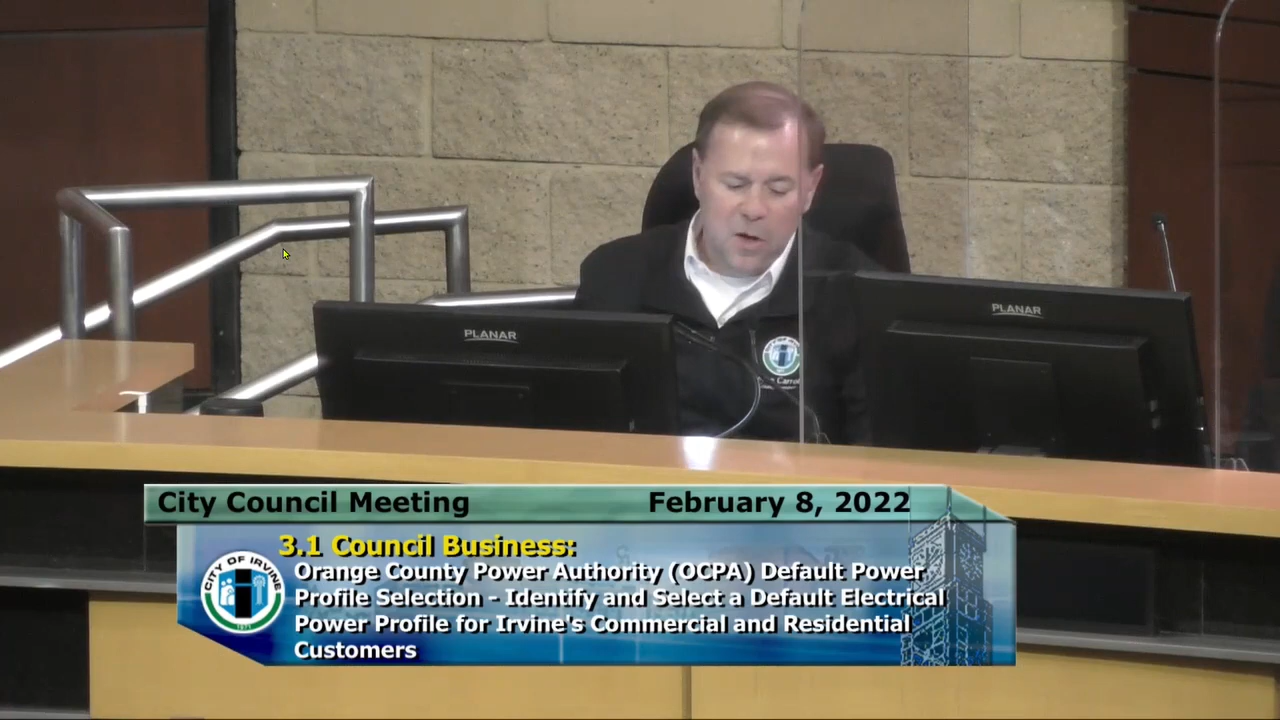 PLANAR
PLANAR
City Council Meeting February 8, 2022
3.1 Council Business:
CITY OF IRVINE
1971
Orange County Power Authority (OCPA) Default Power
Profile Selection - Identify and Select a Default Electrical
Power Profile for Irvine's Commercial and Residential
Customers